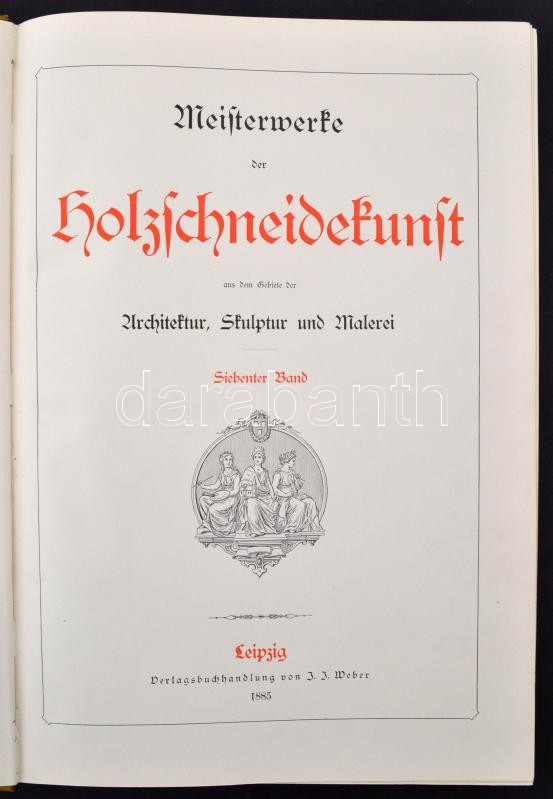 Meiſterwerke
der
Holzſchneidekunſt
aus dem Gebiete der
Architektur, Skulptur und Malerei
Siebenter Band
darabanth
Leipzig
Verlagsbuchhandlung von J. J. Weber
1885